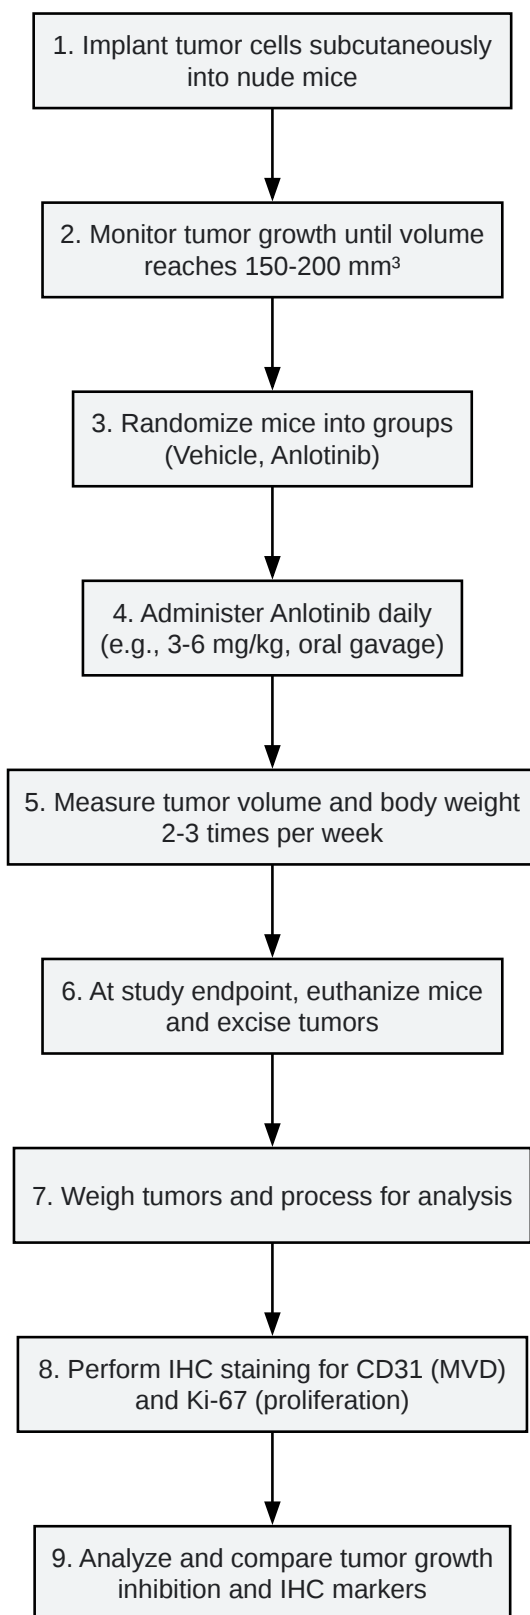 1. Implant tumor cells subcutaneously
into nude mice
2. Monitor tumor growth until volume
reaches 150-200 mm³
3. Randomize mice into groups
(Vehicle, Anlotinib)
4. Administer Anlotinib daily
(e.g., 3-6 mg/kg, oral gavage)
5. Measure tumor volume and body weight
2-3 times per week
6. At study endpoint, euthanize mice
and excise tumors
7. Weigh tumors and process for analysis
8. Perform IHC staining for CD31 (MVD)
and Ki-67 (proliferation)
9. Analyze and compare tumor growth
inhibition and IHC markers